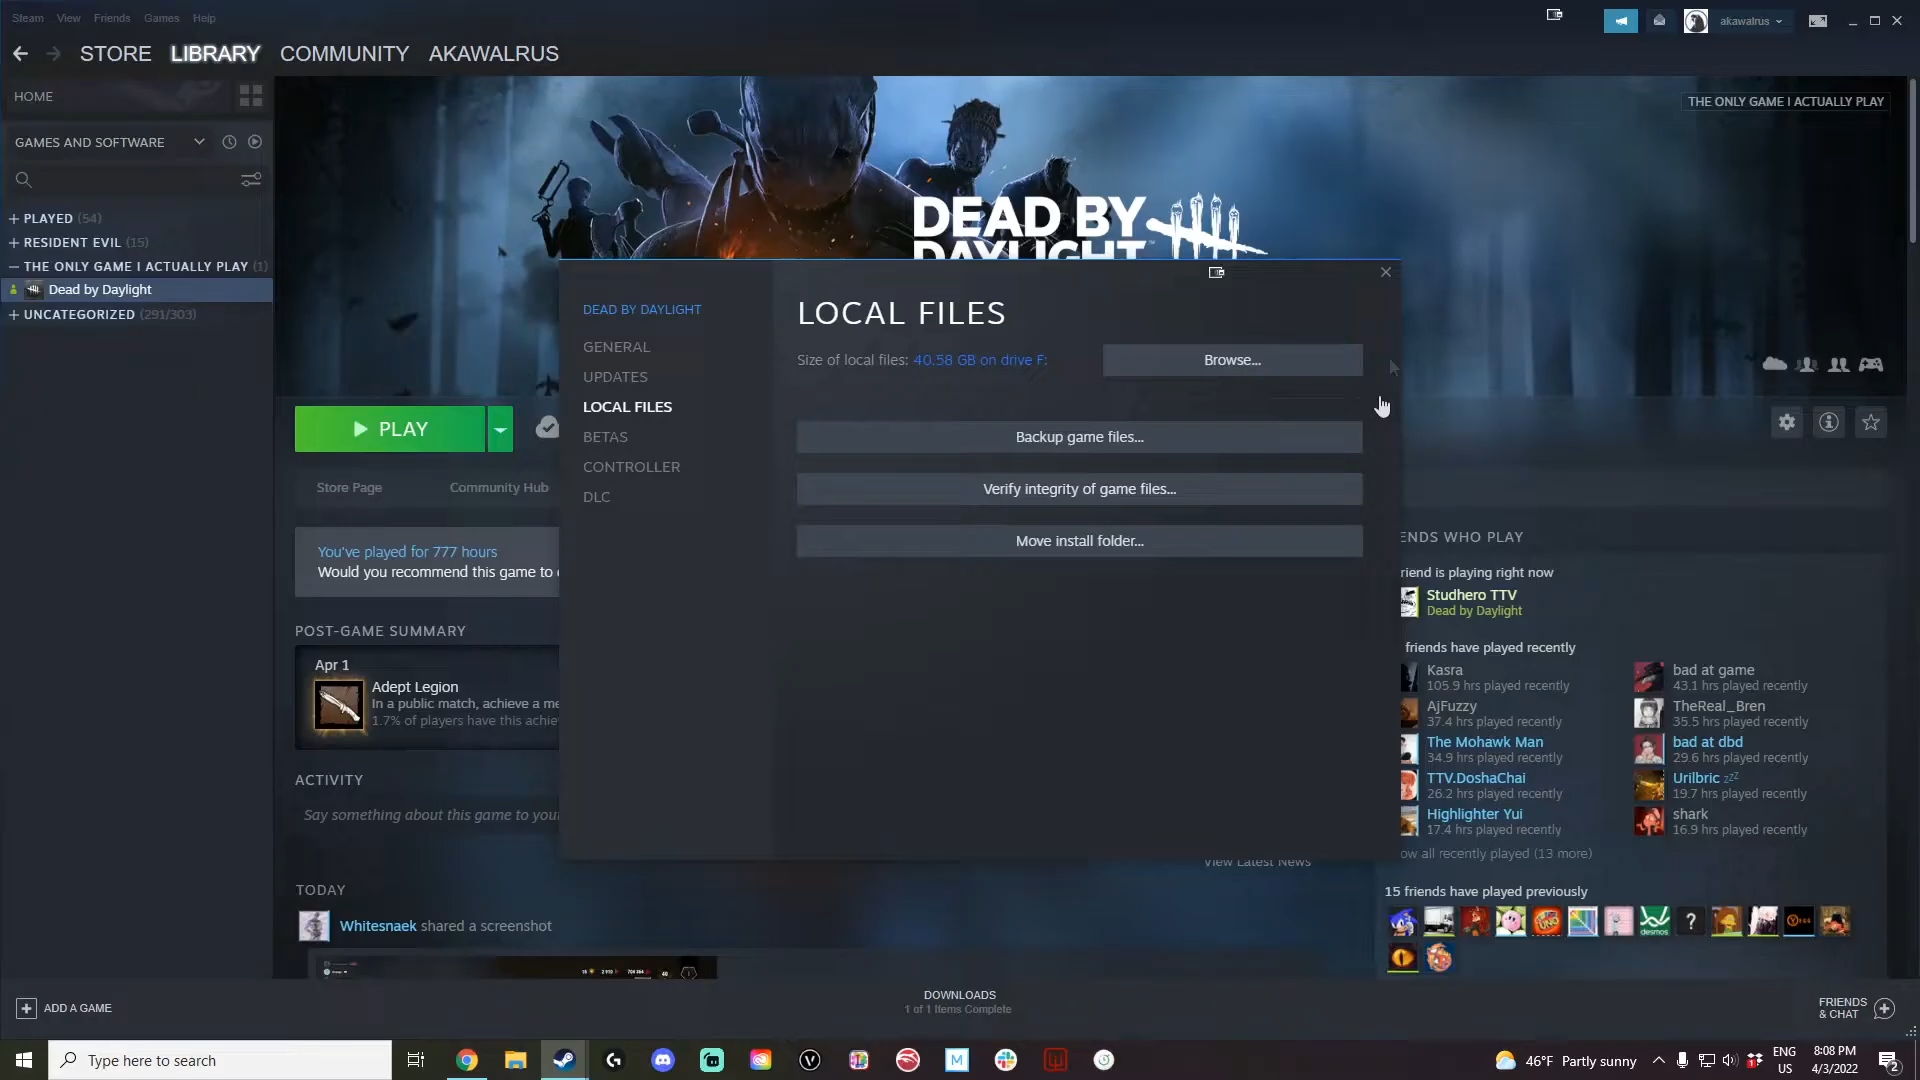 Steam View Friends Games Help
akawalrus
STORE LIBRARY COMMUNITY AKAWALRUS
HOME
THE ONLY GAME I ACTUALLY PLAY
GAMES AND SOFTWARE
+ PLAYED (54)
+ RESIDENT EVIL (15)
— THE ONLY GAME I ACTUALLY PLAY (1)
Dead by Daylight
+ UNCATEGORIZED (291/303)
DEAD BY
DAYLIGHT
DEAD BY DAYLIGHT
GENERAL
UPDATES
LOCAL FILES
BETAS
CONTROLLER
DLC
LOCAL FILES
Size of local files: 40.58 GB on drive F:
Browse...
Backup game files...
Verify integrity of game files...
Move install folder...
PLAY
Store Page Community Hub
You've played for 777 hours
Would you recommend this game to
POST-GAME SUMMARY
Apr 1
Adept Legion
In a public match, achieve a me
1.7% of players have this achie
ACTIVITY
Say something about this game to you
View Latest News
TODAY
Whitesnaek shared a screenshot
ENDS WHO PLAY
riend is playing right now
Studhero TTV
Dead by Daylight
friends have played recently
Kasra
105.9 hrs played recently
bad at game
43.1 hrs played recently
AjFuzzy
37.4 hrs played recently
TheReal_Bren
35.5 hrs played recently
The Mohawk Man
34.9 hrs played recently
bad at dbd
29.6 hrs played recently
TTV.DoshaChai
26.2 hrs played recently
Urilbric zzZ
19.7 hrs played recently
Highlighter Yui
17.4 hrs played recently
shark
16.9 hrs played recently
ow all recently played (13 more)
15 friends have played previously
desmos
?
UNO
ADD A GAME
DOWNLOADS
1 of 1 Items Complete
FRIENDS
& CHAT
Type here to search
46°F Partly sunny
ENG
US
8:08 PM
4/3/2022
2